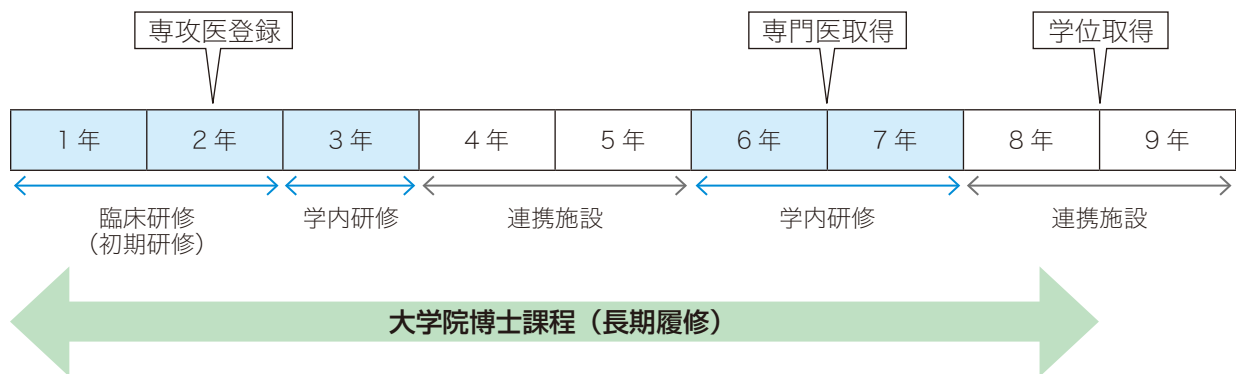 専攻医登録
専門医取得
学位取得
1年
2年
3年
4年
5年
6年
7年
8年
9年
臨床研修
（初期研修）
学内研修
連携施設
学内研修
連携施設
大学院博士課程（長期履修）